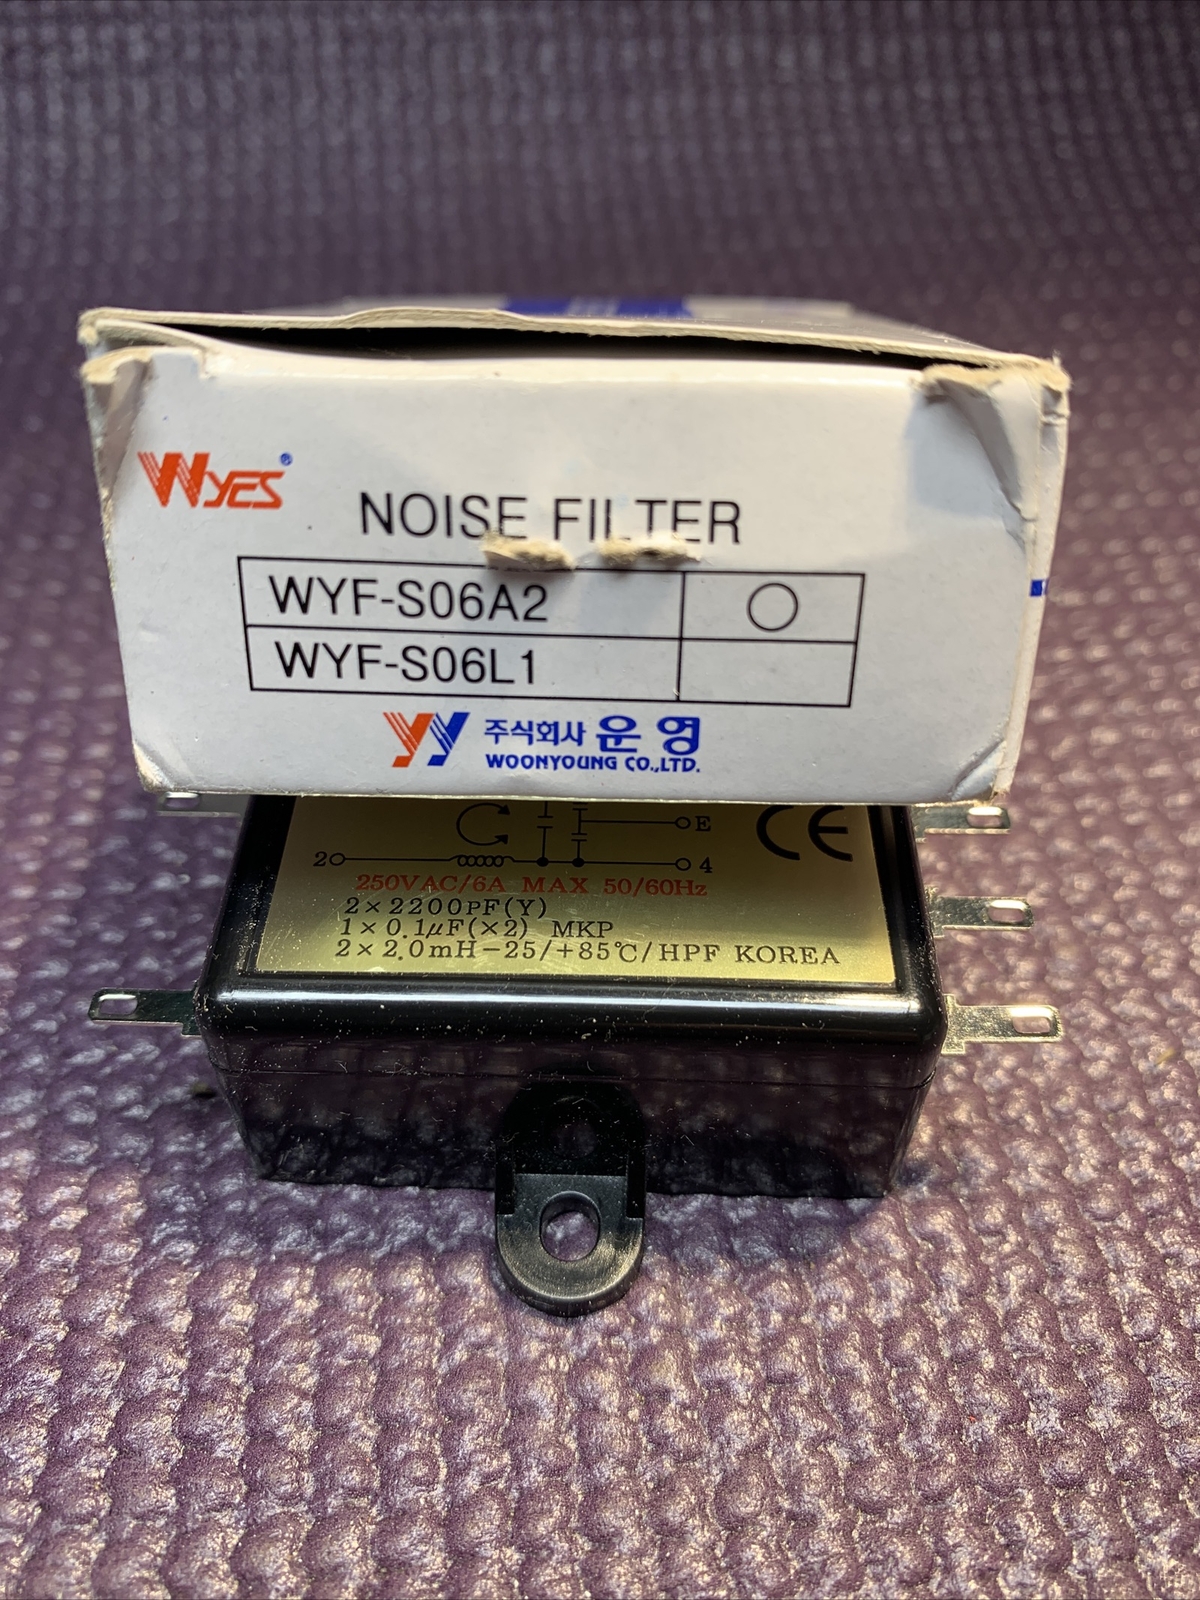 WYES®
NOISE FILTER
WYF-S06A2 ○
WYF-S06L1
yy 주식회사 운영
WOONYOUNG CO.,LTD.
E
CE
2 4
250VAC/6A MAX 50/60Hz
2×2200PF(Y)
1×0.1μF(×2) MKP
2×2.0mH-25/+85℃/HPF KOREA